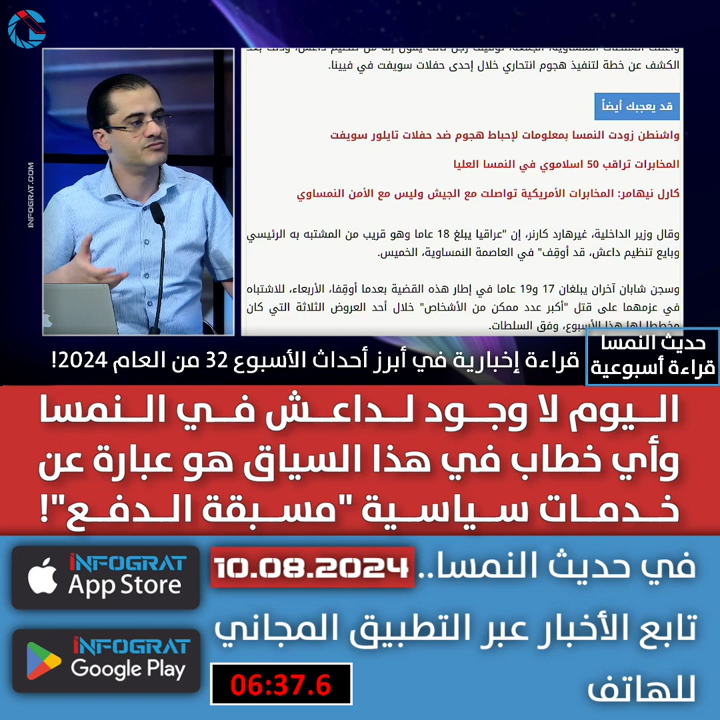 الكشف عن خطة لتنفيذ هجوم انتحاري خلال إحدى حفلات سويفت في فيينا.
قد يعجبك أيضاً
واشنطن زودت النمسا بمعلومات لإحباط هجوم ضد حفلات تايلور سويفت
المخابرات تراقب 50 اسلاموي في النمسا العليا
كارل نيهامر: المخابرات الأمريكية تواصلت مع الجيش وليس مع الأمن النمساوي
وقال وزير الداخلية، غيرهارد كارنر، إن "عراقيا يبلغ 18 عاما وهو قريب من المشتبه به الرئيسي
وبايع تنظيم داعش، قد أوقِف" في العاصمة النمساوية، الخميس.
وسجن شابان آخران يبلغان 17 و19 عاما في إطار هذه القضية بعدما أوقِفا، الأربعاء، للاشتباه
في عزمهما على قتل "أكبر عدد ممكن من الأشخاص" خلال أحد العروض الثلاثة التي كان
مخططا لها هذا الأسبوع، وفق السلطات.
INFOGRAT.COM
حديث النمسا
قراءة أسبوعية
قراءة إخبارية في أبرز أحداث الأسبوع 32 من العام 2024!
اليوم لا وجود لداعش في النمسا
وأي خطاب في هذا السياق هو عبارة عن
خدمات سياسية "مسبقة الدفع"!
في حديث النمسا.. 10.08.2024
تابع الأخبار عبر التطبيق المجاني
للهاتف
INFOGRAT
App Store
INFOGRAT
Google Play
06:37.6